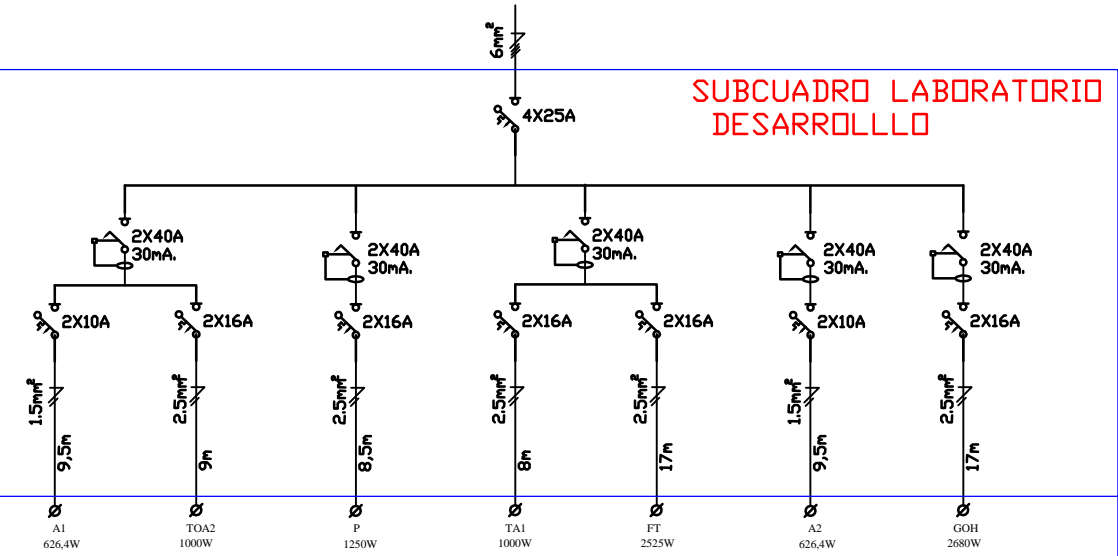 6mm²
SUBCUADRO LABORATORIO
DESARROLLLO
4X25A
2X40A
30mA.
2X40A
30mA.
2X40A
30mA.
2X40A
30mA.
2X40A
30mA.
2X10A
2X16A
2X16A
2X16A
2X16A
2X10A
2X16A
1.5mm²
2.5mm²
2.5mm²
2.5mm²
2.5mm²
1.5mm²
2.5mm²
9,5m
9m
8,5m
8m
17m
9,5m
17m
A1
626,4W
TOA2
1000W
P
1250W
TA1
1000W
FT
2525W
A2
626,4W
GOH
2680W